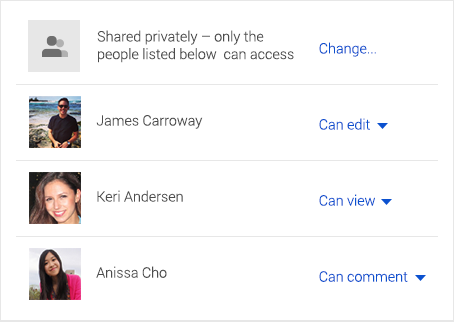 Shared privately – only the
people listed below  can access
Change...
James Carroway
Can edit
Keri Andersen
Can view
Anissa Cho
Can comment